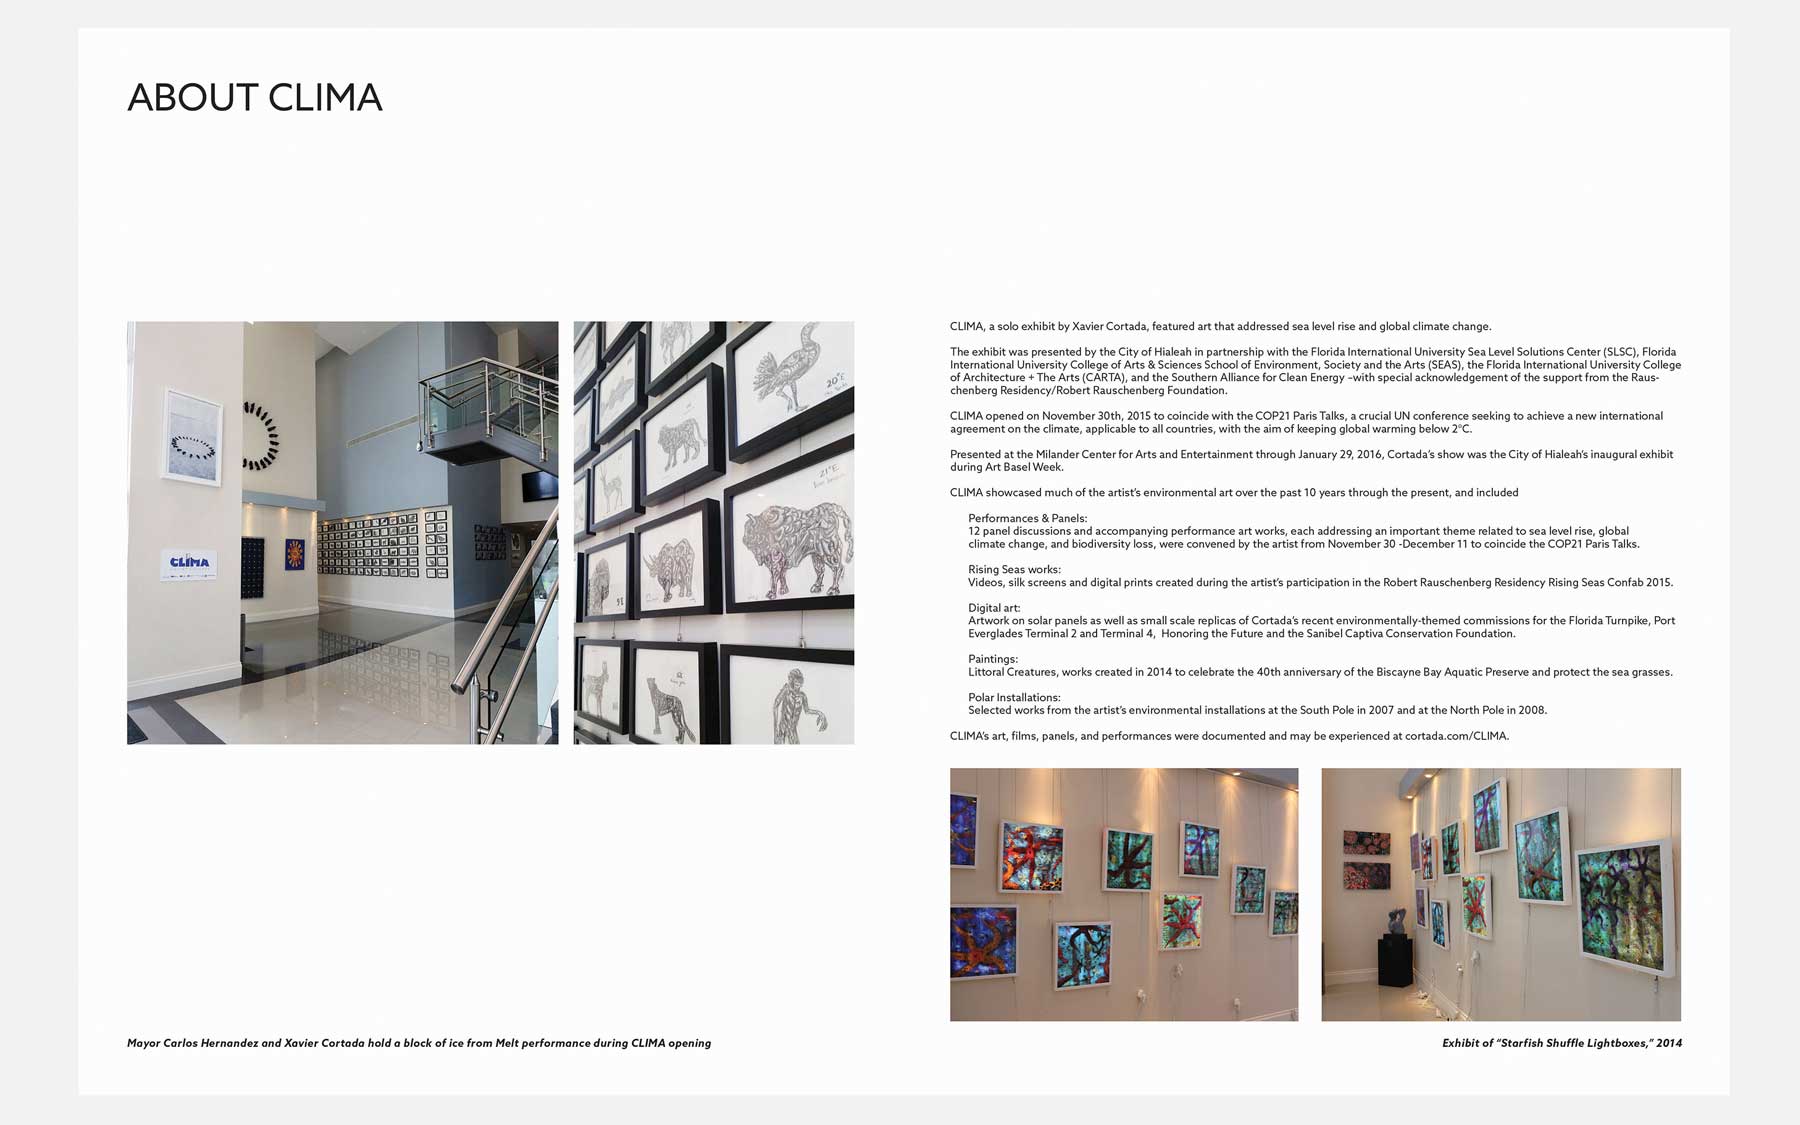 ABOUT CLIMA
CLIMA
20°E
21°E
CLIMA, a solo exhibit by Xavier Cortada, featured art that addressed sea level rise and global climate change.
The exhibit was presented by the City of Hialeah in partnership with the Florida International University Sea Level Solutions Center (SLSC), Florida
International University College of Arts & Sciences School of Environment, Society and the Arts (SEAS), the Florida International University College
of Architecture + The Arts (CARTA), and the Southern Alliance for Clean Energy –with special acknowledgement of the support from the Raus-
chenberg Residency/Robert Rauschenberg Foundation.
CLIMA opened on November 30th, 2015 to coincide with the COP21 Paris Talks, a crucial UN conference seeking to achieve a new international
agreement on the climate, applicable to all countries, with the aim of keeping global warming below 2°C.
Presented at the Milander Center for Arts and Entertainment through January 29, 2016, Cortada's show was the City of Hialeah's inaugural exhibit
during Art Basel Week.
CLIMA showcased much of the artist's environmental art over the past 10 years through the present, and included
Performances & Panels:
12 panel discussions and accompanying performance art works, each addressing an important theme related to sea level rise, global
climate change, and biodiversity loss, were convened by the artist from November 30 -December 11 to coincide the COP21 Paris Talks.
Rising Seas works:
Videos, silk screens and digital prints created during the artist's participation in the Robert Rauschenberg Residency Rising Seas Confab 2015.
Digital art:
Artwork on solar panels as well as small scale replicas of Cortada's recent environmentally-themed commissions for the Florida Turnpike, Port
Everglades Terminal 2 and Terminal 4, Honoring the Future and the Sanibel Captiva Conservation Foundation.
Paintings:
Littoral Creatures, works created in 2014 to celebrate the 40th anniversary of the Biscayne Bay Aquatic Preserve and protect the sea grasses.
Polar Installations:
Selected works from the artist's environmental installations at the South Pole in 2007 and at the North Pole in 2008.
CLIMA's art, films, panels, and performances were documented and may be experienced at cortada.com/CLIMA.
Mayor Carlos Hernandez and Xavier Cortada hold a block of ice from Melt performance during CLIMA opening
Exhibit of "Starfish Shuffle Lightboxes," 2014